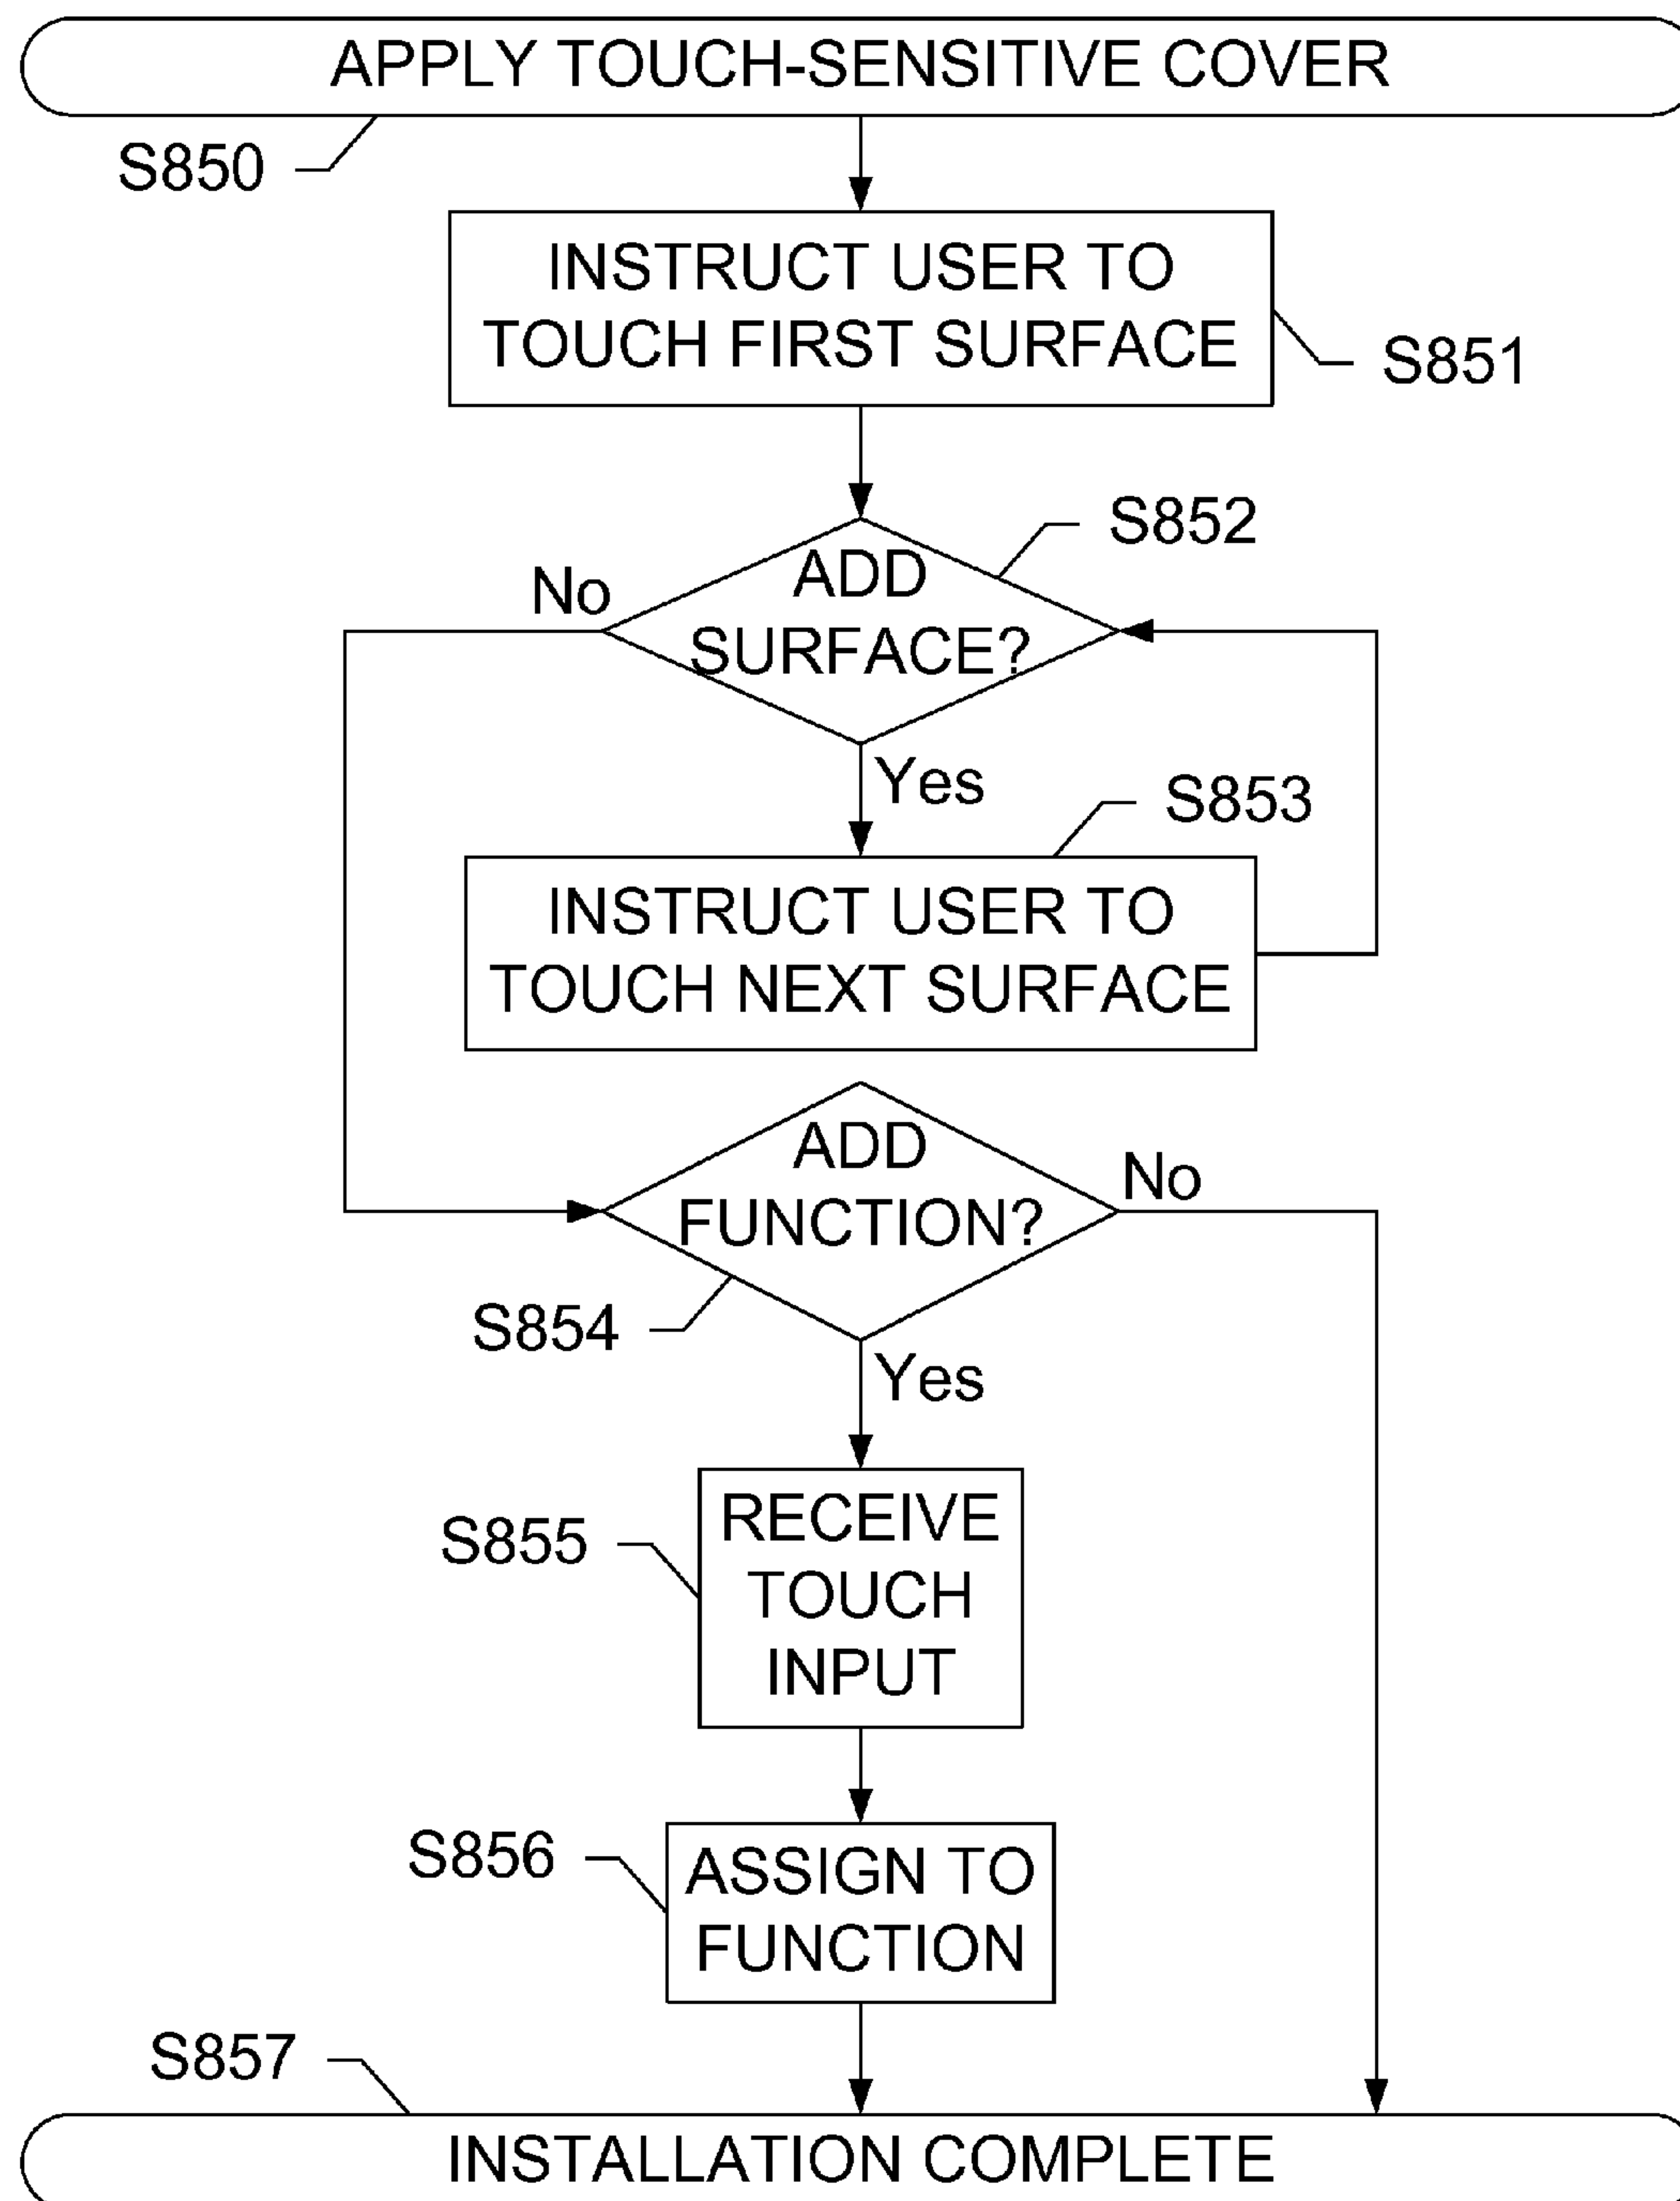 APPLY TOUCH-SENSITIVE COVER
S850
INSTRUCT USER TO
TOUCH FIRST SURFACE
S851
S852
No
ADD
SURFACE?
Yes
S853
INSTRUCT USER TO
TOUCH NEXT SURFACE
ADD
FUNCTION?
No
S854
Yes
RECEIVE
TOUCH
INPUT
S855
S856
ASSIGN TO
FUNCTION
S857
INSTALLATION COMPLETE